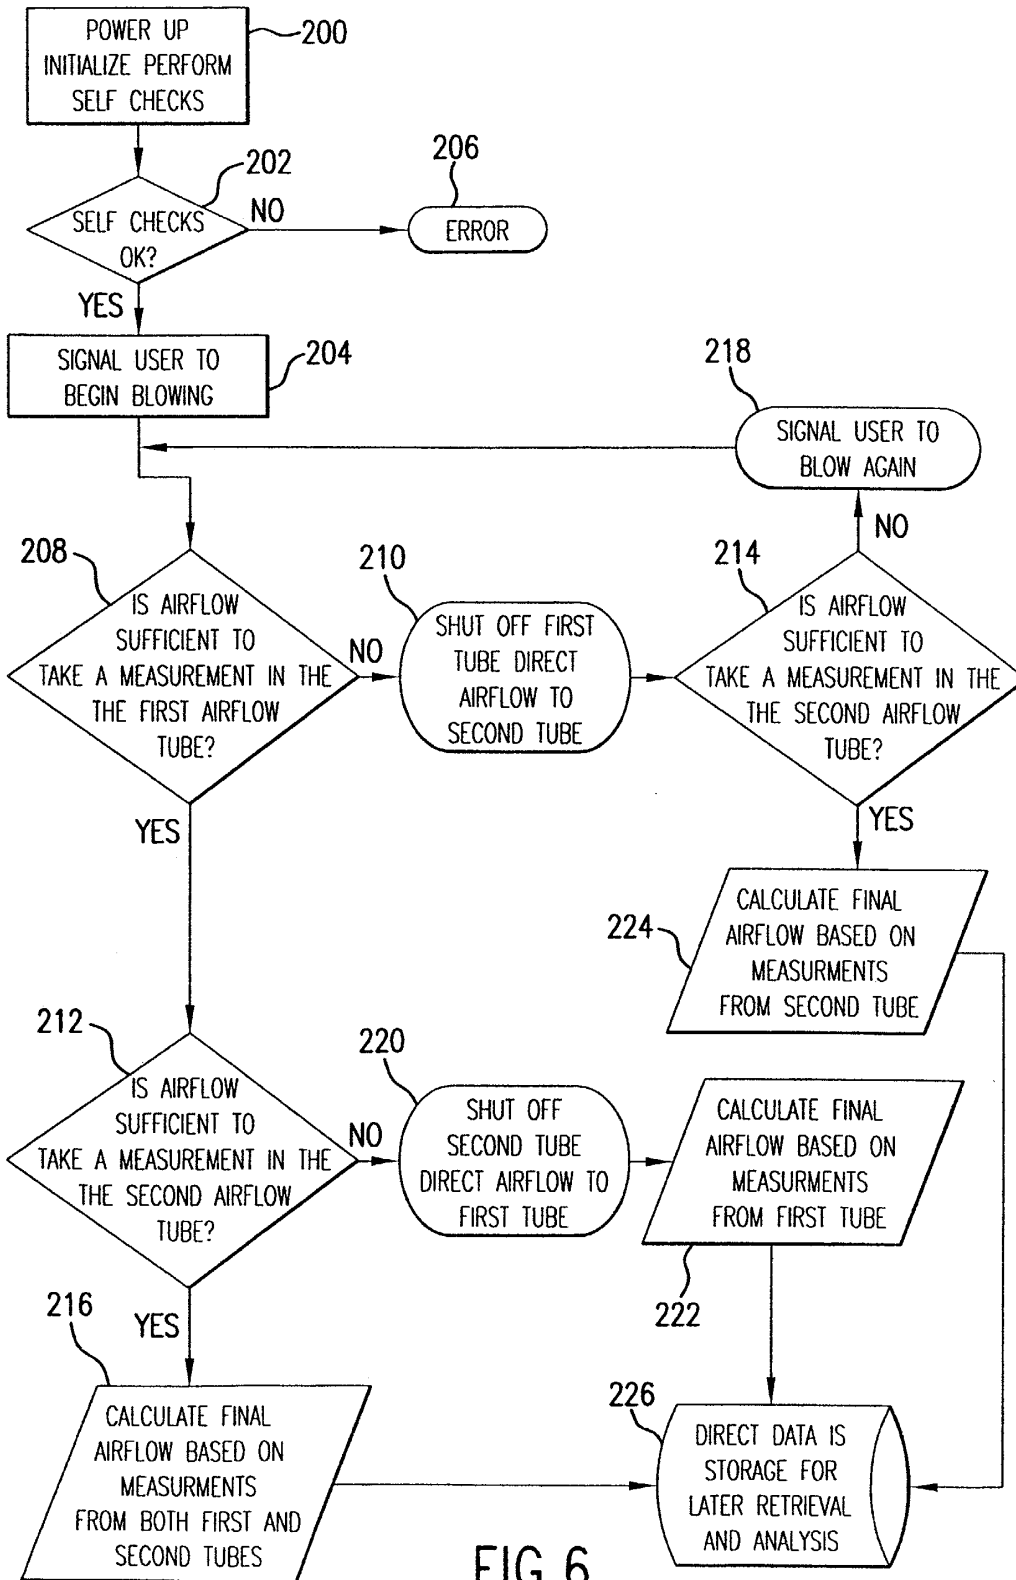 POWER UP
INITIALIZE PERFORM
SELF CHECKS
200
202
SELF CHECKS
OK?
NO
206
ERROR
YES
SIGNAL USER TO
BEGIN BLOWING
204
218
SIGNAL USER TO
BLOW AGAIN
NO
208
IS AIRFLOW
SUFFICIENT TO
TAKE A MEASUREMENT IN THE
THE FIRST AIRFLOW
TUBE?
NO
210
SHUT OFF FIRST
TUBE DIRECT
AIRFLOW TO
SECOND TUBE
214
IS AIRFLOW
SUFFICIENT TO
TAKE A MEASUREMENT IN THE
THE SECOND AIRFLOW
TUBE?
YES
YES
224
CALCULATE FINAL
AIRFLOW BASED ON
MEASURMENTS
FROM SECOND TUBE
212
IS AIRFLOW
SUFFICIENT TO
TAKE A MEASUREMENT IN THE
THE SECOND AIRFLOW
TUBE?
NO
220
SHUT OFF
SECOND TUBE
DIRECT AIRFLOW TO
FIRST TUBE
CALCULATE FINAL
AIRFLOW BASED ON
MEASURMENTS
FROM FIRST TUBE
222
YES
216
CALCULATE FINAL
AIRFLOW BASED ON
MEASURMENTS
FROM BOTH FIRST AND
SECOND TUBES
226
DIRECT DATA IS
STORAGE FOR
LATER RETRIEVAL
AND ANALYSIS
FIG.6